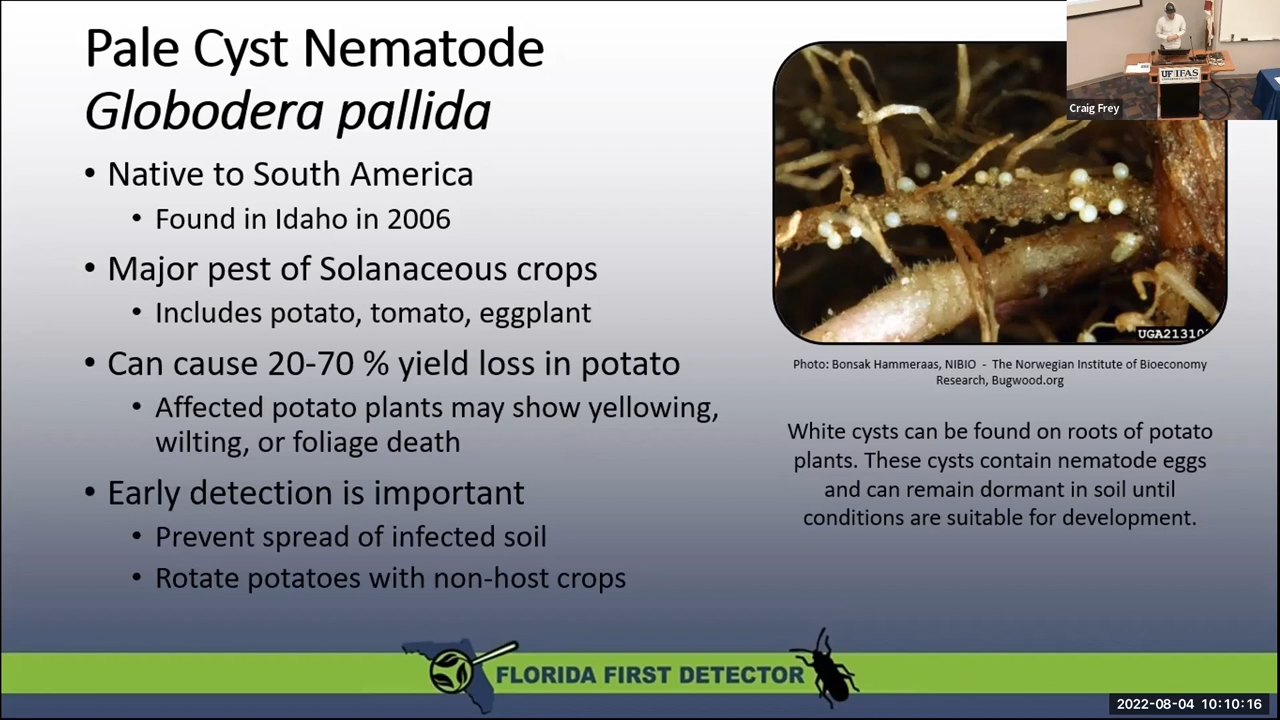 Pale Cyst Nematode
Globodera pallida
• Native to South America
• Found in Idaho in 2006
• Major pest of Solanaceous crops
• Includes potato, tomato, eggplant
• Can cause 20-70 % yield loss in potato
• Affected potato plants may show yellowing,
wilting, or foliage death
• Early detection is important
• Prevent spread of infected soil
• Rotate potatoes with non-host crops
UF IFAS
Craig Frey
Photo: Bonsak Hammeraas, NIBIO - The Norwegian Institute of Bioeconomy
Research, Bugwood.org
White cysts can be found on roots of potato
plants. These cysts contain nematode eggs
and can remain dormant in soil until
conditions are suitable for development.
FLORIDA FIRST DETECTOR
2022-08-04 10:10:16